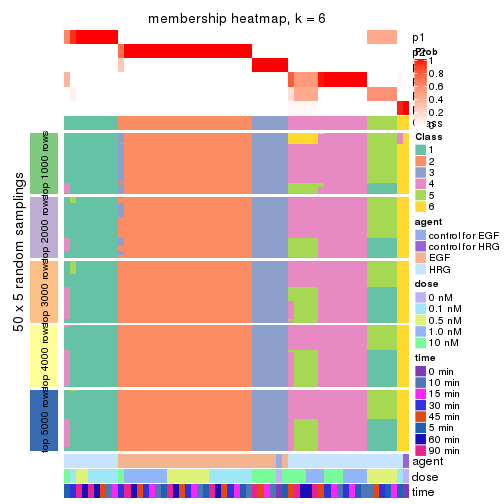 membership heatmap, k = 6
p1
p2
Prob
1
0.8
0.6
0.4
0.2
0
Class
1
2
3
4
5
6
agent
control for EGF
control for HRG
EGF
HRG
dose
0 nM
0.1 nM
0.5 nM
1.0 nM
10 nM
time
0 min
10 min
15 min
30 min
45 min
5 min
60 min
90 min
50 x 5 random samplings
top 1000 rows
top 2000 rows
top 3000 rows
top 4000 rows
top 5000 rows
agent
dose
time